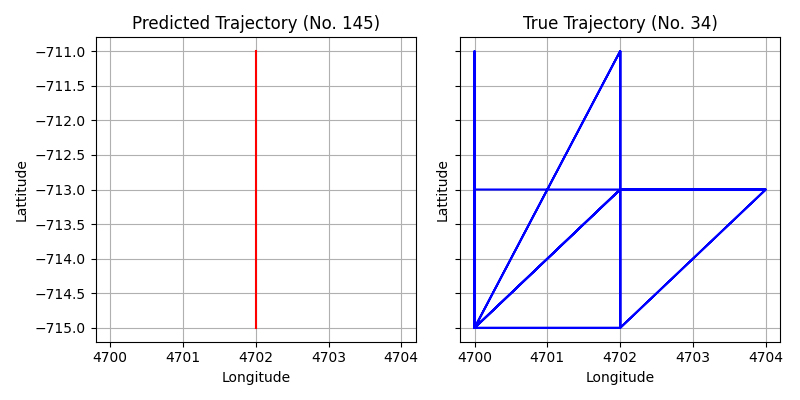 Predicted Trajectory (No. 145)
Lattitude
−711.0
−711.5
−712.0
−712.5
−713.0
−713.5
−714.0
−714.5
−715.0
4700 4701 4702 4703 4704
Longitude
True Trajectory (No. 34)
Lattitude
4700 4701 4702 4703 4704
Longitude